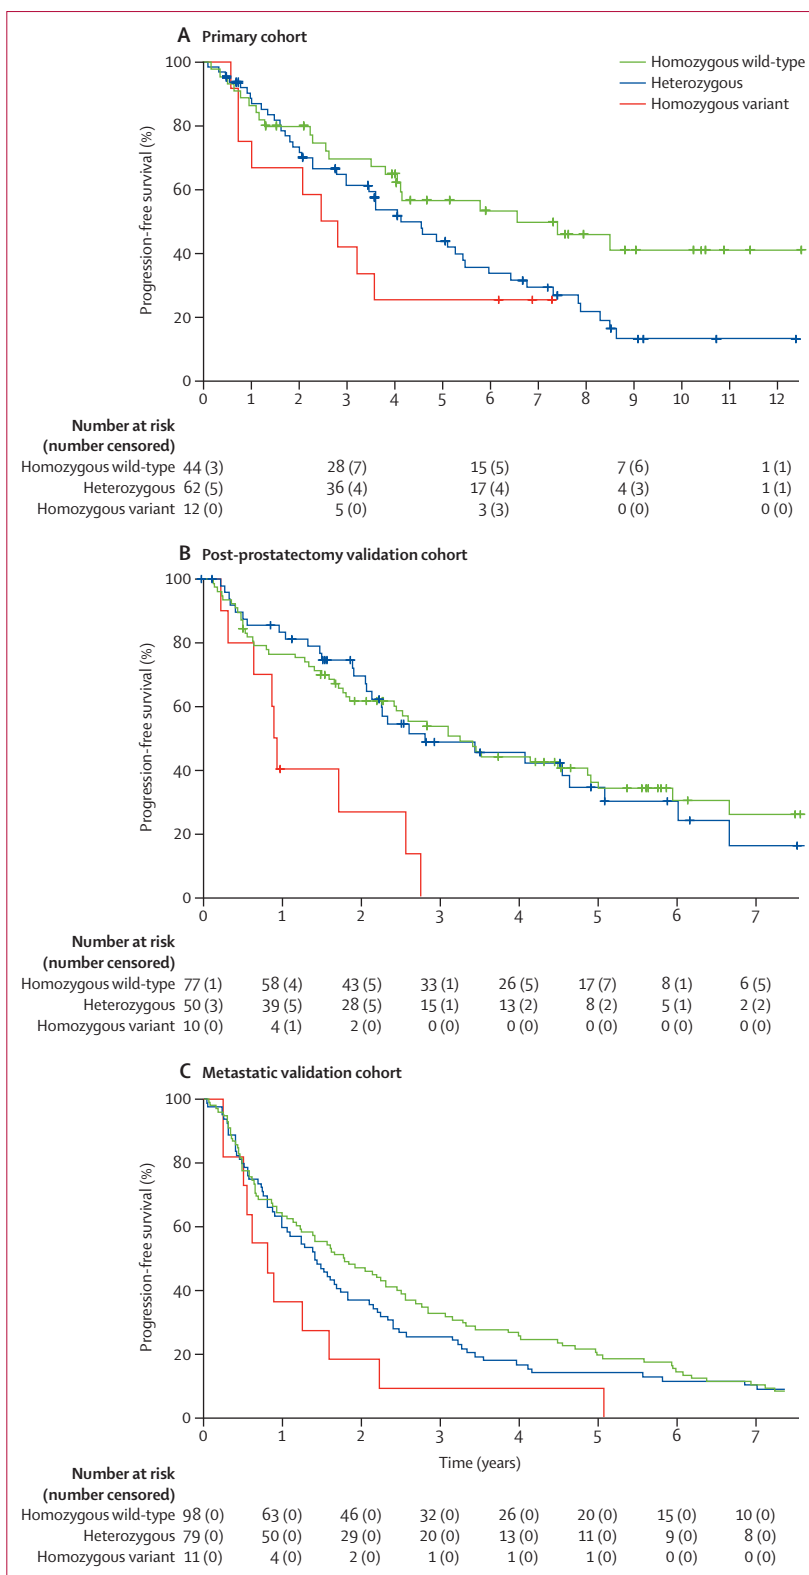 A Primary cohort
Homozygous wild-type
Heterozygous
Homozygous variant
Progression-free survival (%)
100
80
60
40
20
0
0 1 2 3 4 5 6 7 8 9 10 11 12
Number at risk
(number censored)
Homozygous wild-type 44 (3) 28 (7) 15 (5) 7 (6) 1 (1)
Heterozygous 62 (5) 36 (4) 17 (4) 4 (3) 1 (1)
Homozygous variant 12 (0) 5 (0) 3 (3) 0 (0) 0 (0)
B Post-prostatectomy validation cohort
Progression-free survival (%)
100
80
60
40
20
0
0 1 2 3 4 5 6 7
Number at risk
(number censored)
Homozygous wild-type 77 (1) 58 (4) 43 (5) 33 (1) 26 (5) 17 (7) 8 (1) 6 (5)
Heterozygous 50 (3) 39 (5) 28 (5) 15 (1) 13 (2) 8 (2) 5 (1) 2 (2)
Homozygous variant 10 (0) 4 (1) 2 (0) 0 (0) 0 (0) 0 (0) 0 (0) 0 (0)
C Metastatic validation cohort
Progression-free survival (%)
100
80
60
40
20
0
0 1 2 3 4 5 6 7
Time (years)
Number at risk
(number censored)
Homozygous wild-type 98 (0) 63 (0) 46 (0) 32 (0) 26 (0) 20 (0) 15 (0) 10 (0)
Heterozygous 79 (0) 50 (0) 29 (0) 20 (0) 13 (0) 11 (0) 9 (0) 8 (0)
Homozygous variant 11 (0) 4 (0) 2 (0) 1 (0) 1 (0) 1 (0) 0 (0) 0 (0)